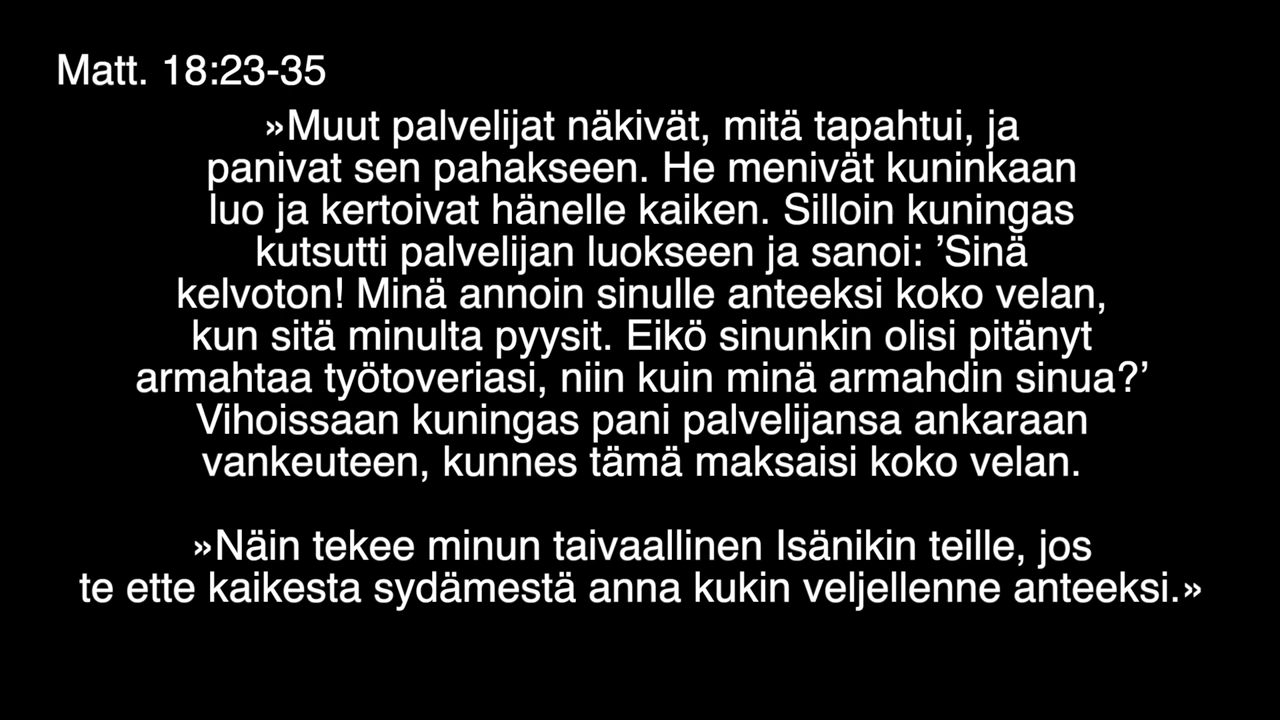 Matt. 18:23-35
»Muut palvelijat näkivät, mitä tapahtui, ja
panivat sen pahakseen. He menivät kuninkaan
luo ja kertoivat hänelle kaiken. Silloin kuningas
kutsutti palvelijan luokseen ja sanoi: ’Sinä
kelvoton! Minä annoin sinulle anteeksi koko velan,
kun sitä minulta pyysit. Eikö sinunkin olisi pitänyt
armahtaa työtoveriasi, niin kuin minä armahdin sinua?’
Vihoissaan kuningas pani palvelijansa ankaraan
vankeuteen, kunnes tämä maksaisi koko velan.
»Näin tekee minun taivaallinen Isänikin teille, jos
te ette kaikesta sydämestä anna kukin veljellenne anteeksi.»